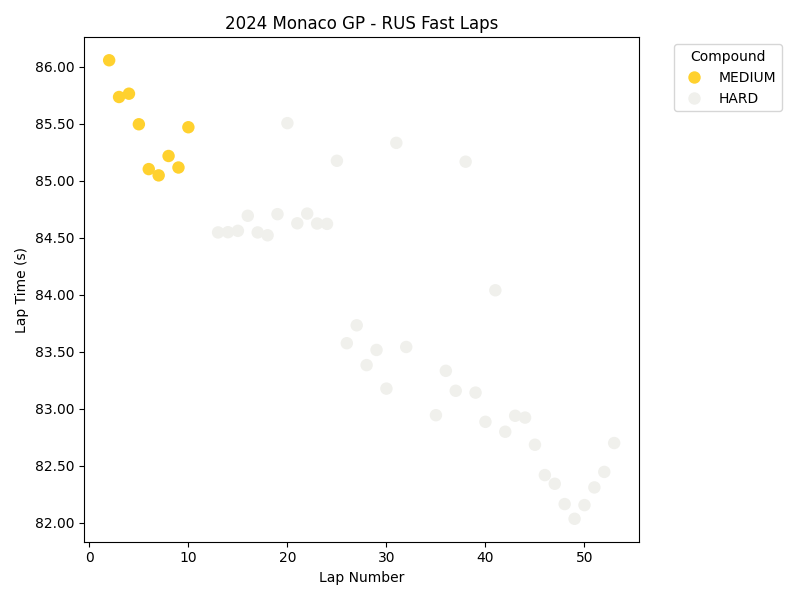 2024 Monaco GP - RUS Fast Laps
Compound
MEDIUM
HARD
Lap Time (s)
86.00
85.50
85.00
84.50
84.00
83.50
83.00
82.50
82.00
0 10 20 30 40 50
Lap Number